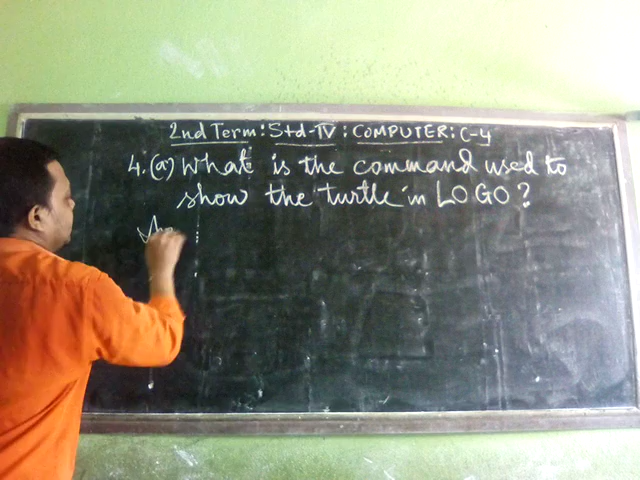 2nd Term: Std-IV: COMPUTER: C-4
4. (a) What is the command used to
show the turtle in LOGO?